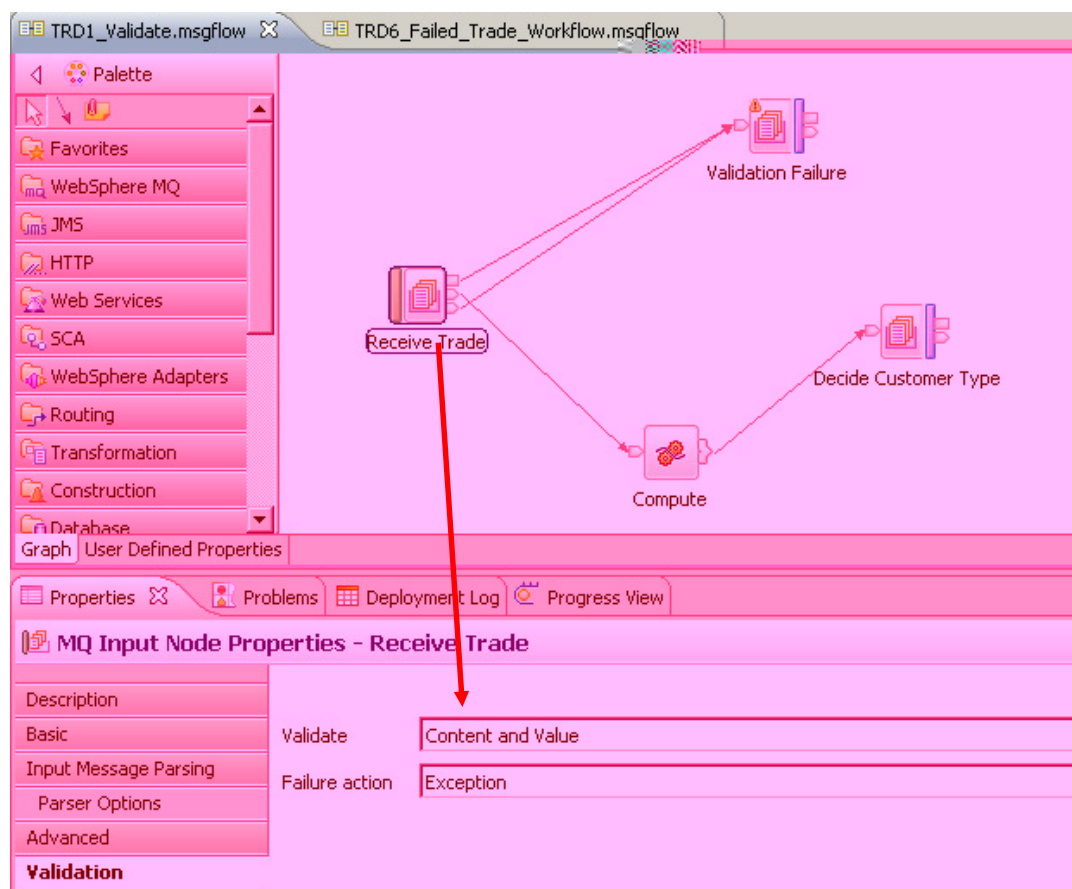 TRD1_Validate.msgflow
TRD6_Failed_Trade_Workflow.msgflow
Palette
Favorites
WebSphere MQ
JMS
HTTP
Web Services
SCA
WebSphere Adapters
Routing
Transformation
Construction
Database
Validation Failure
Receive Trade
Decide Customer Type
Compute
Graph
User Defined Properties
Properties
Problems
Deployment Log
Progress View
MQ Input Node Properties - Receive Trade
Description
Basic
Input Message Parsing
Parser Options
Advanced
Validation
Validate
Content and Value
Failure action
Exception